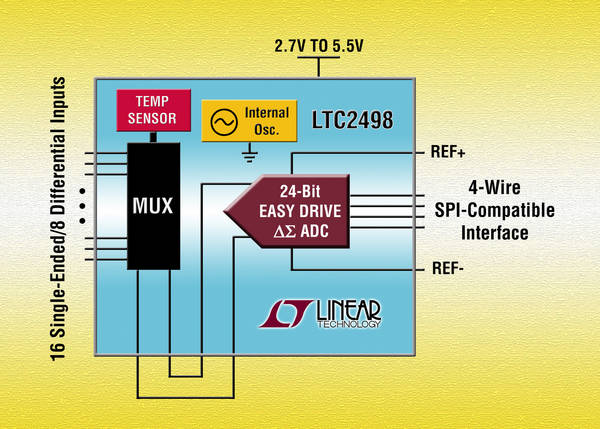 2.7V TO 5.5V
TEMP
SENSOR
Internal
Osc.
LTC2498
16 Single-Ended/8 Differential Inputs
MUX
24-Bit
EASY DRIVE
ΔΣ ADC
REF+
4-Wire
SPI-Compatible
Interface
REF-
LINEAR
TECHNOLOGY